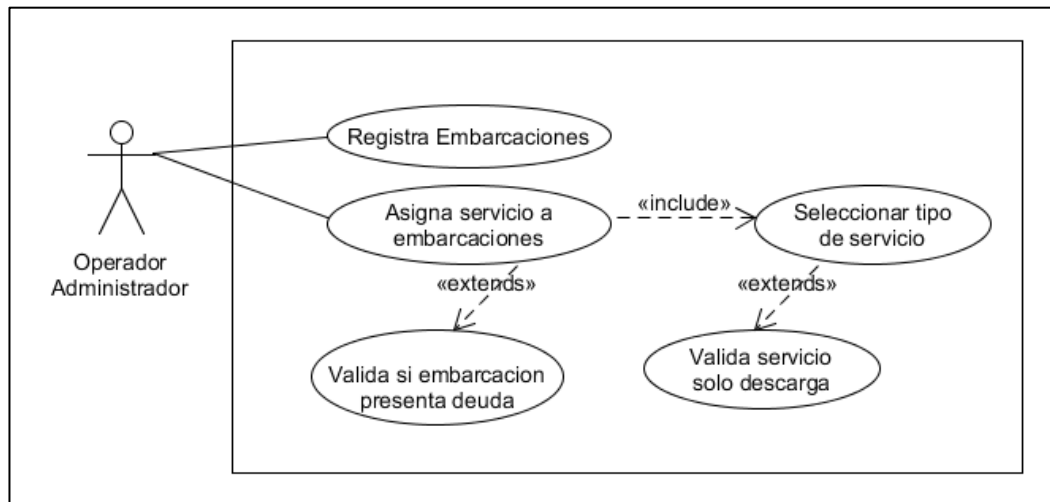 Registra Embarcaciones
Asigna servicio a
embarcaciones
«include»
Seleccionar tipo
de servicio
Operador
Administrador
«extends»
«extends»
Valida si embarcacion
presenta deuda
Valida servicio
solo descarga